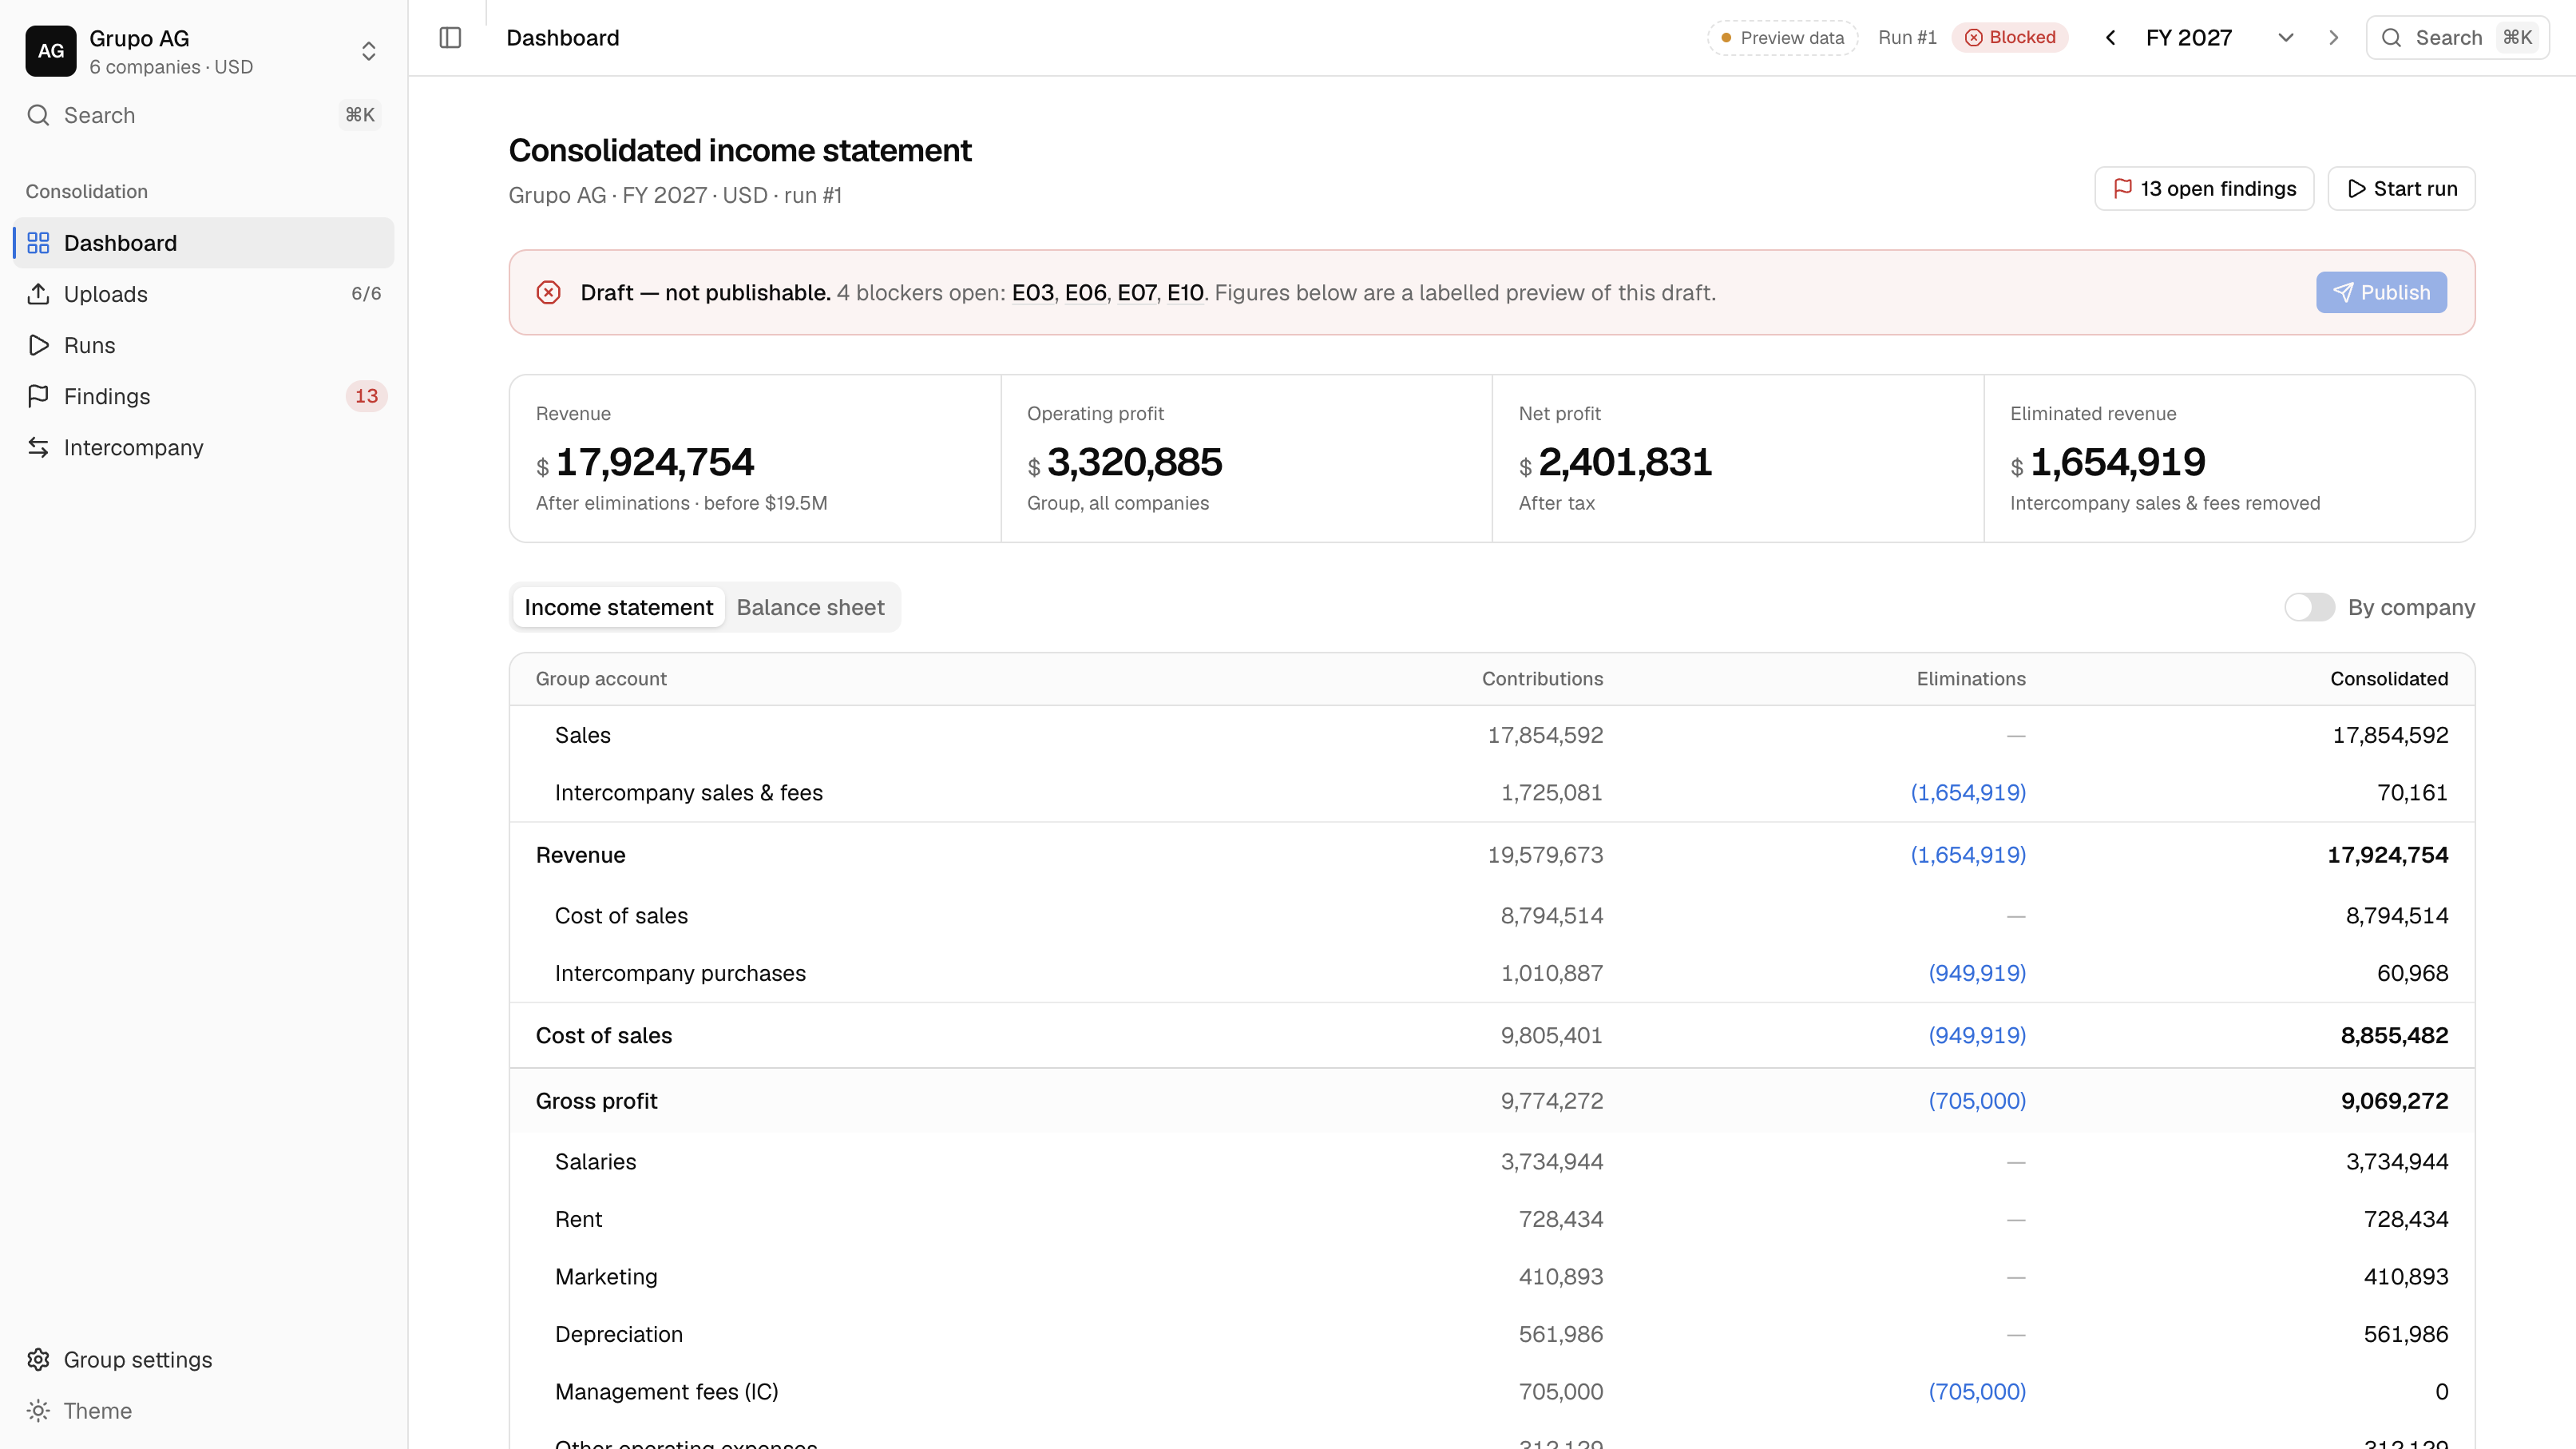 AG
Grupo AG
6 companies · USD
Search ⌘K
Consolidation
Dashboard
Uploads 6/6
Runs
Findings 13
Intercompany
Group settings
Theme
Dashboard
Preview data Run #1 Blocked FY 2027 Search ⌘K
Consolidated income statement
Grupo AG · FY 2027 · USD · run #1
13 open findings Start run
Draft — not publishable. 4 blockers open: E03, E06, E07, E10. Figures below are a labelled preview of this draft. Publish
Revenue
$ 17,924,754
After eliminations · before $19.5M
Operating profit
$ 3,320,885
Group, all companies
Net profit
$ 2,401,831
After tax
Eliminated revenue
$ 1,654,919
Intercompany sales & fees removed
Income statement Balance sheet By company
Group account Contributions Eliminations Consolidated
Sales 17,854,592 — 17,854,592
Intercompany sales & fees 1,725,081 (1,654,919) 70,161
Revenue 19,579,673 (1,654,919) 17,924,754
Cost of sales 8,794,514 — 8,794,514
Intercompany purchases 1,010,887 (949,919) 60,968
Cost of sales 9,805,401 (949,919) 8,855,482
Gross profit 9,774,272 (705,000) 9,069,272
Salaries 3,734,944 — 3,734,944
Rent 728,434 — 728,434
Marketing 410,893 — 410,893
Depreciation 561,986 — 561,986
Management fees (IC) 705,000 (705,000) 0
Other operating expenses 312,129 — 312,129